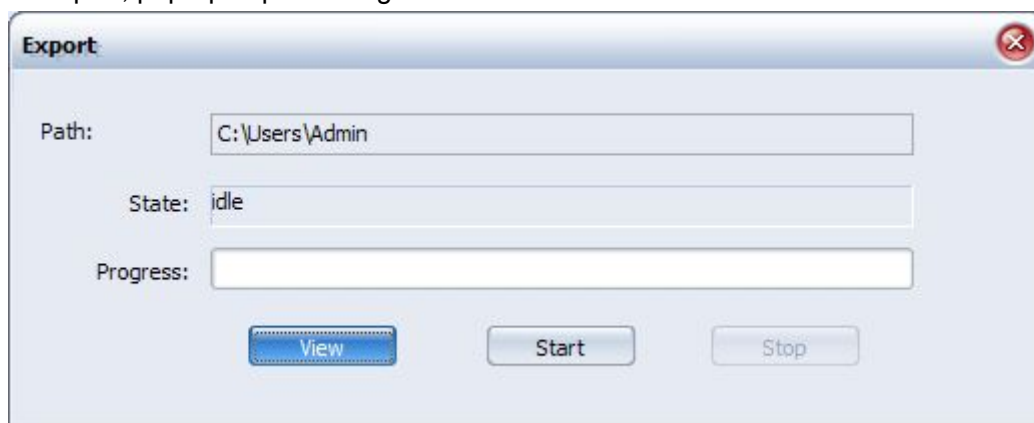 Export
Path: C:\Users\Admin
State: idle
Progress:
View Start Stop